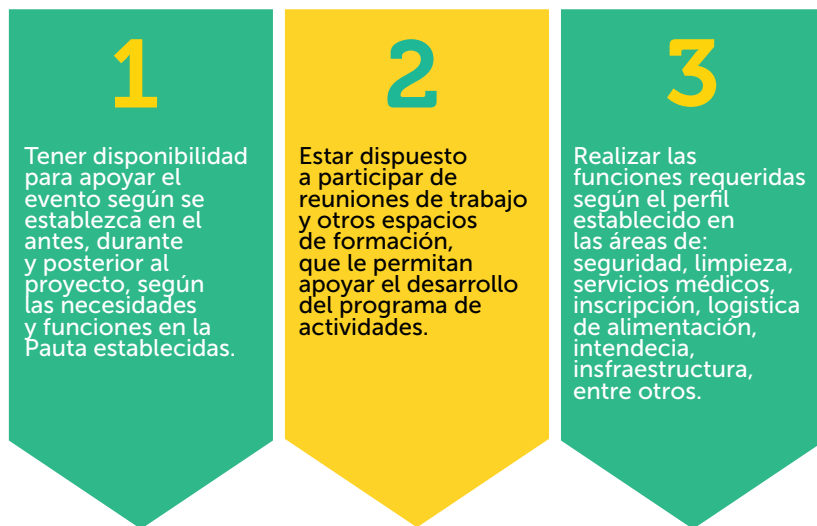 1
Tener disponibilidad
para apoyar el
evento según se
establezca en el
antes, durante
y posterior al
proyecto, según
las necesidades
y funciones en la
Pauta establecidas.
2
Estar dispuesto
a participar de
reuniones de trabajo
y otros espacios
de formación,
que le permitan
apoyar el desarrollo
del programa de
actividades.
3
Realizar las
funciones requeridas
según el perfil
establecido en
las áreas de:
seguridad, limpieza,
servicios médicos,
inscripción, logistica
de alimentación,
intendecia,
insfraestructura,
entre otros.